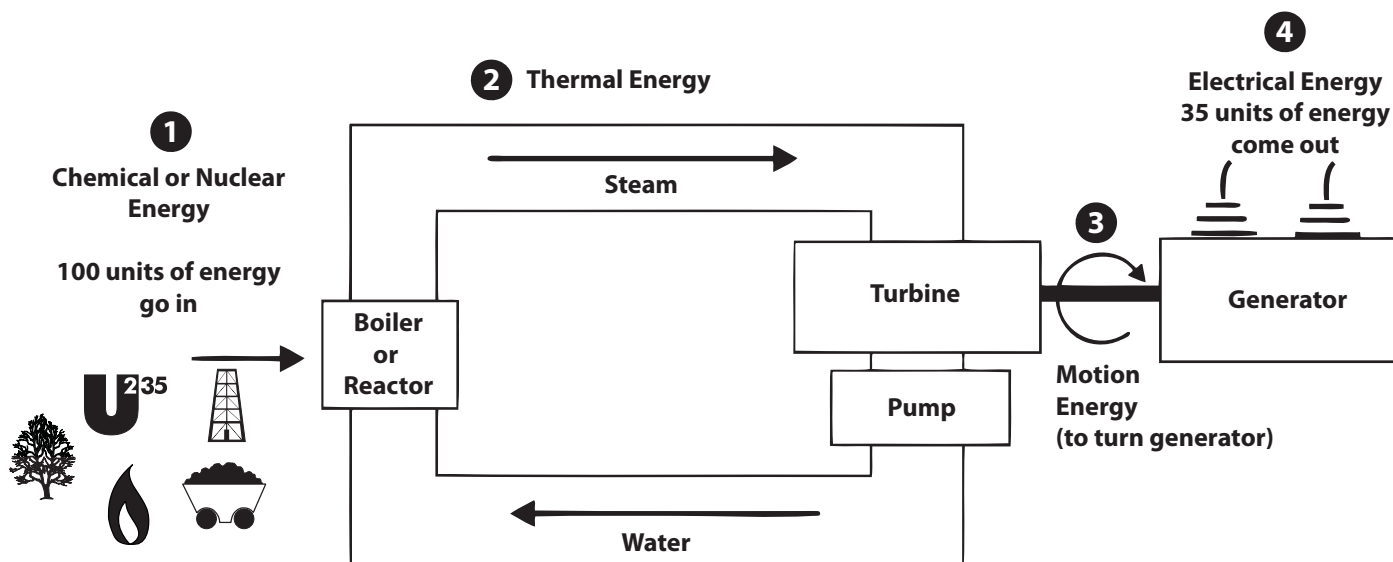 1
Chemical or Nuclear
Energy
100 units of energy
go in
U235
2 Thermal Energy
Steam
Boiler
or
Reactor
Turbine
Pump
Water
3
Motion
Energy
(to turn generator)
4
Electrical Energy
35 units of energy
come out
Generator